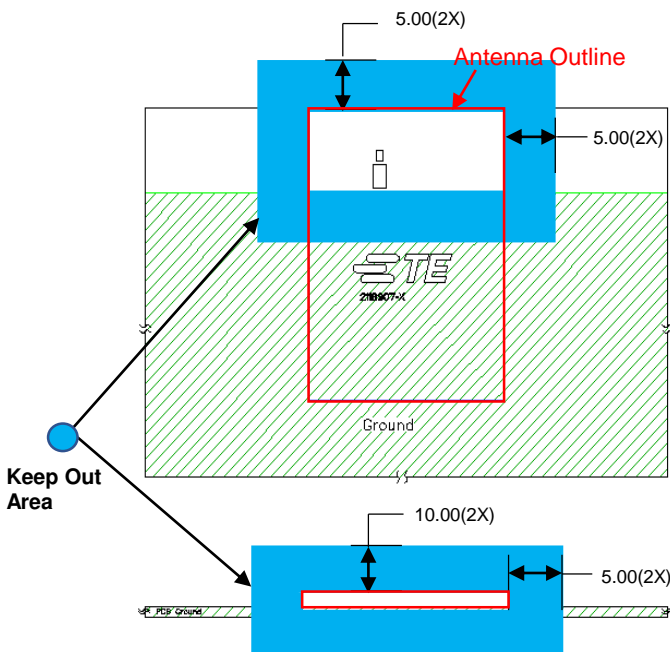 5.00(2X)
Antenna Outline
5.00(2X)
TE
2118907-X
Ground
Keep Out
Area
10.00(2X)
5.00(2X)
PCB Ground